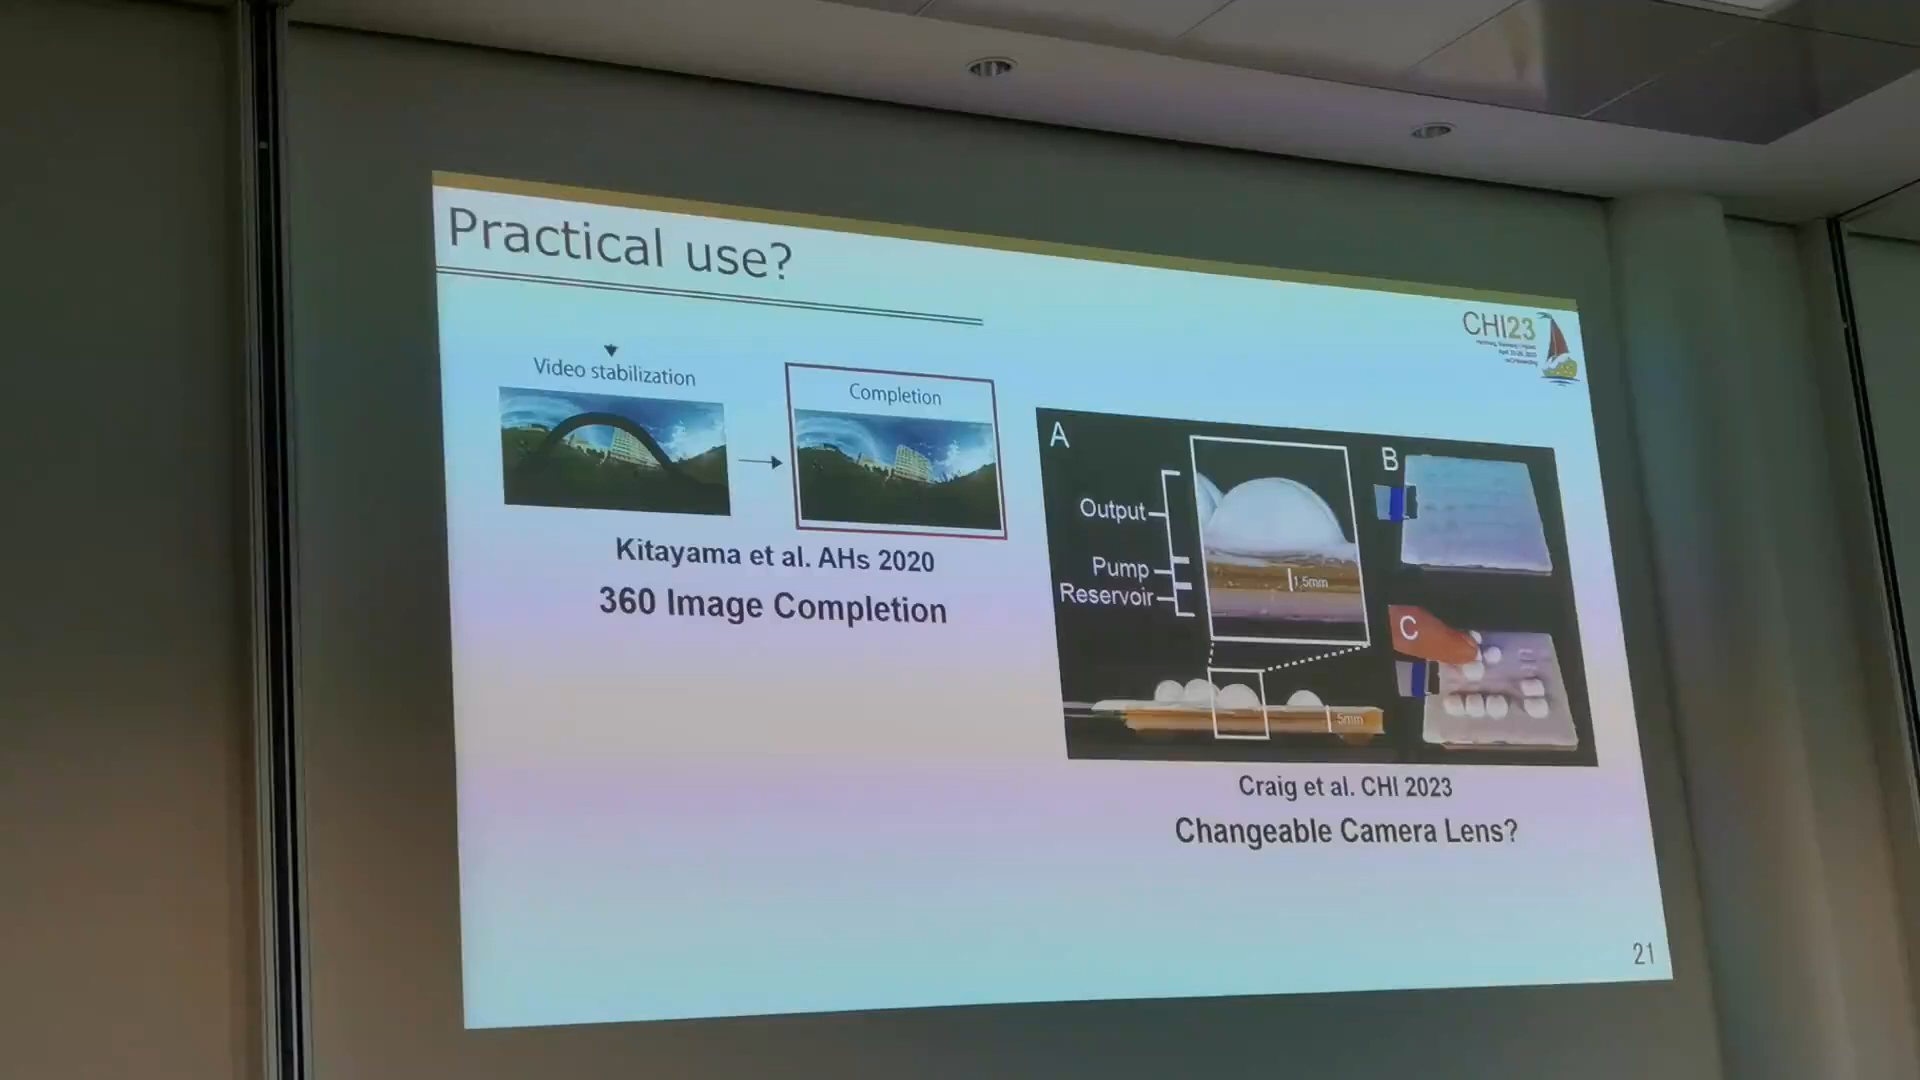 Practical use?
CHI23
Video stabilization
Completion
Kitayama et al. AHs 2020
360 Image Completion
A
Output
Pump
Reservoir
1.5mm
5mm
B
C
Craig et al. CHI 2023
Changeable Camera Lens?
21